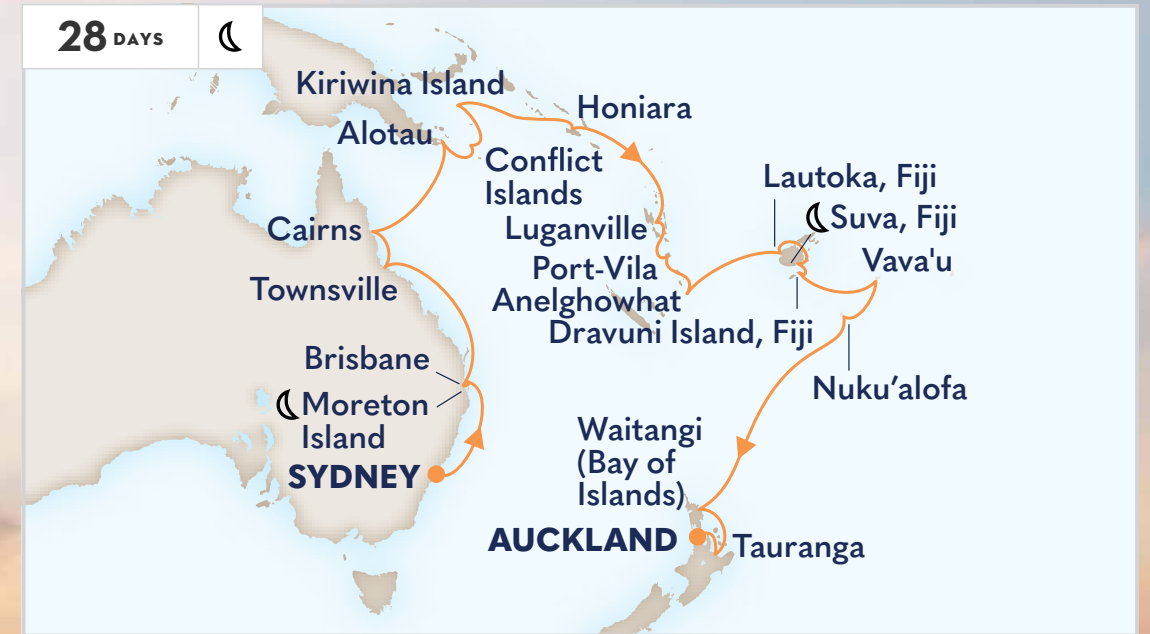 28 DAYS
Kiriwina Island
Honiara
Alotau
Conflict
Islands
Lautoka, Fiji
Suva, Fiji
Luganville
Cairns
Vava'u
Port-Vila
Townsville
Anelghowhat
Dravuni Island, Fiji
Brisbane
Nuku’alofa
Moreton
Island
Waitangi
(Bay of
Islands)
SYDNEY
AUCKLAND
Tauranga